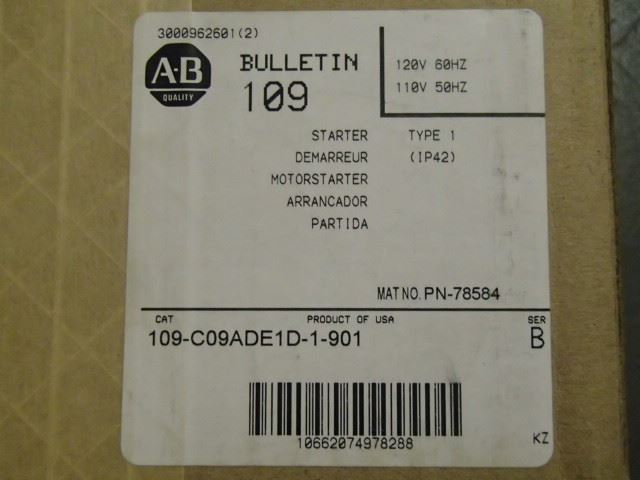 3000962601(2)
A-B
QUALITY
BULLETIN
109
120V 60HZ
110V 50HZ
STARTER TYPE 1
DEMARREUR (IP42)
MOTORSTARTER
ARRANCADOR
PARTIDA
MAT NO. PN-78584
CAT PRODUCT OF USA SER
109-C09ADE1D-1-901 B
10662074978288
KZ